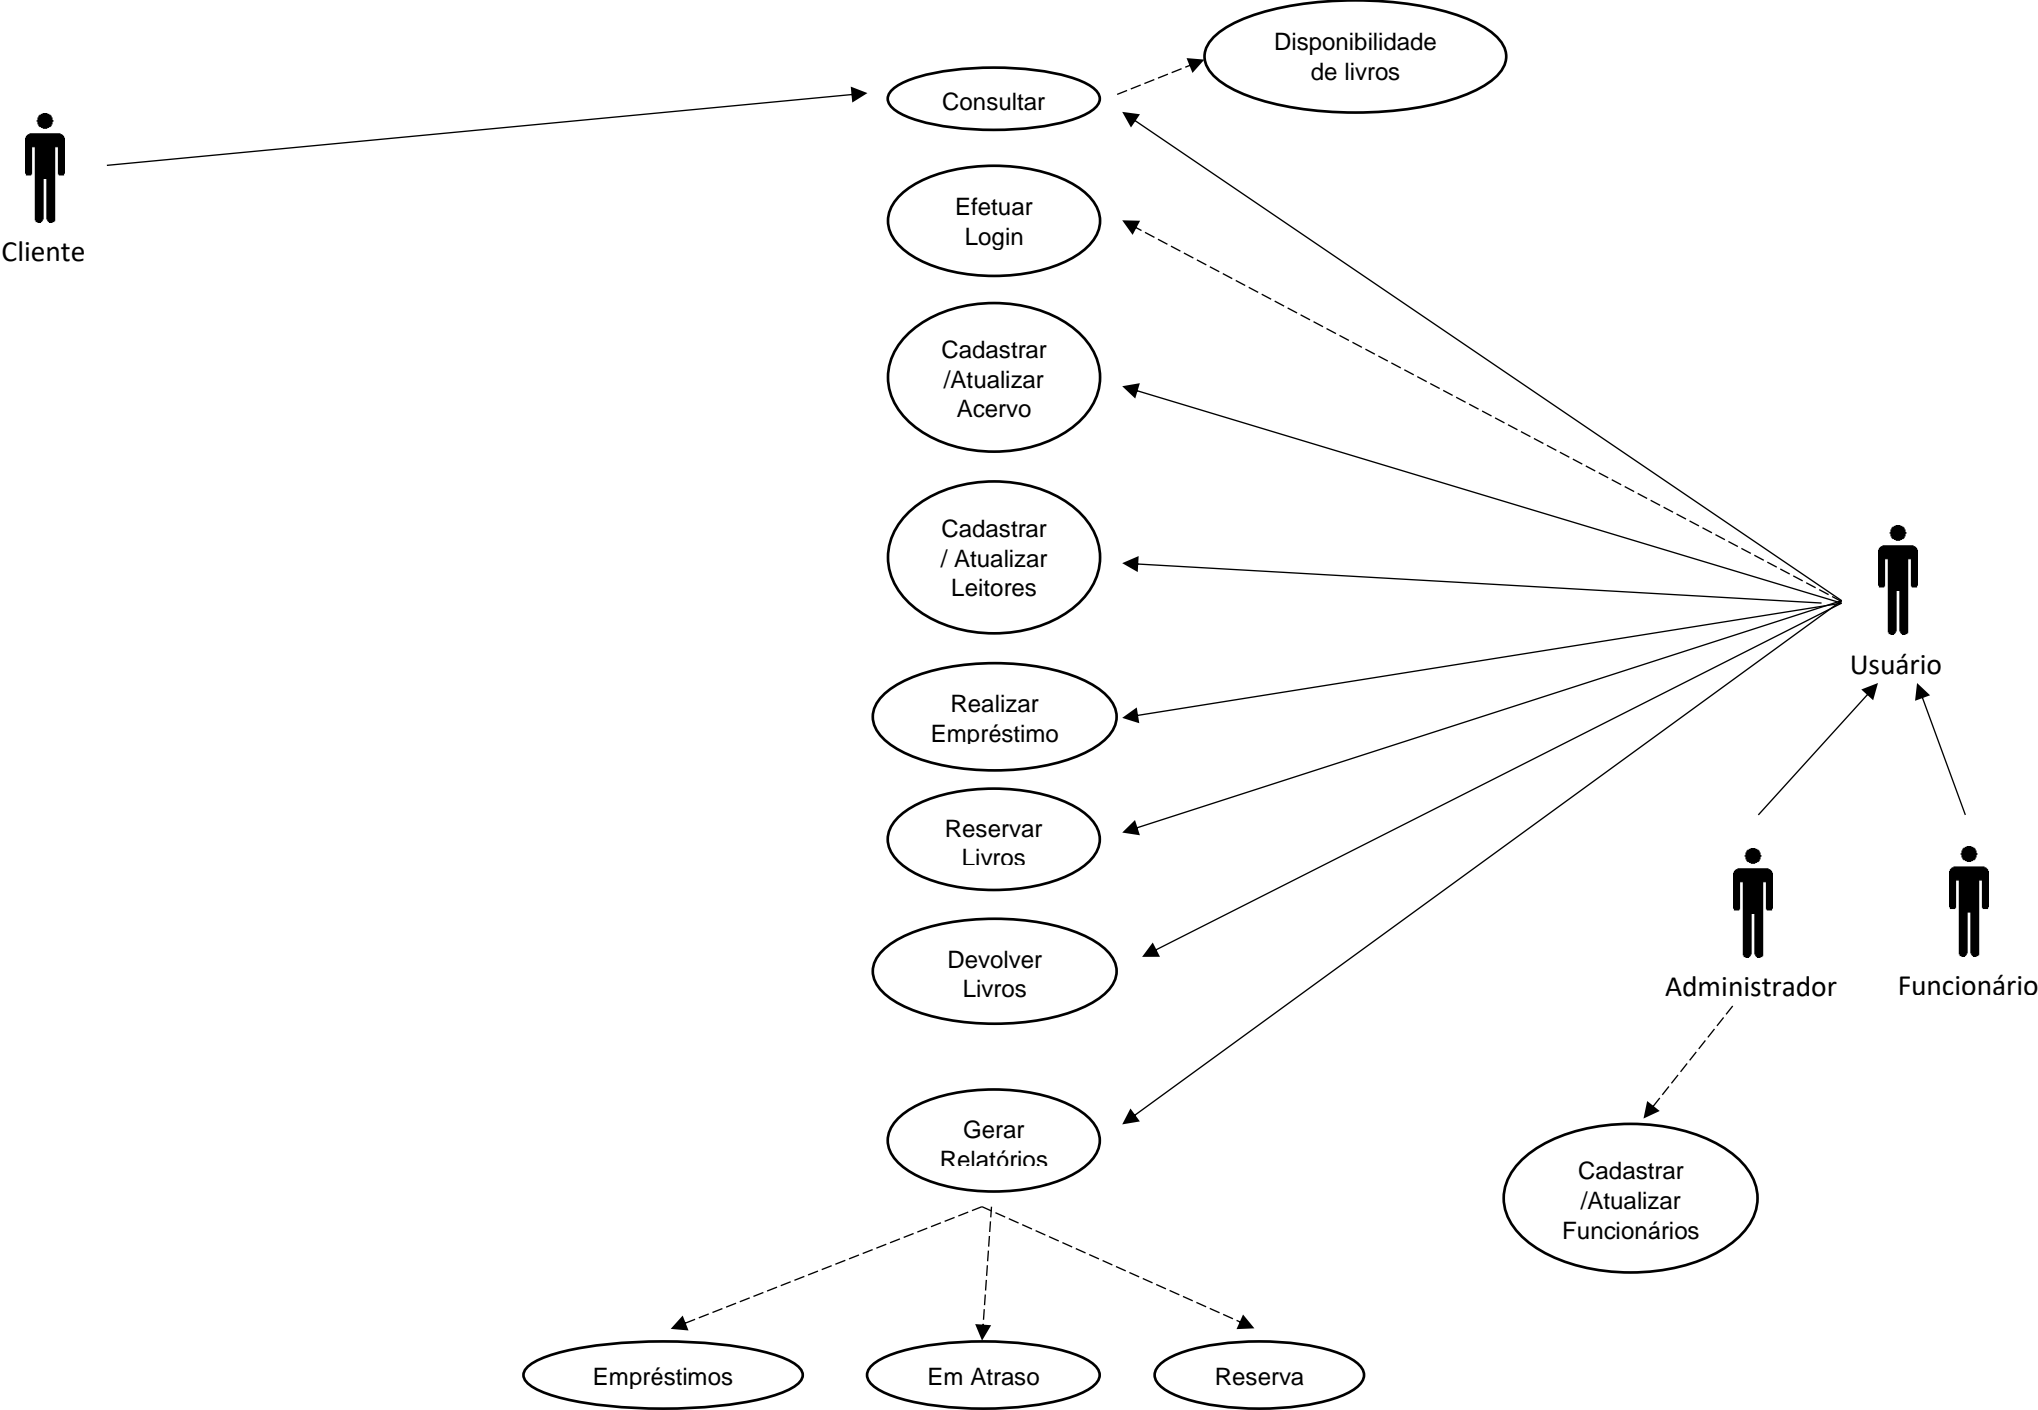 Disponibilidade
de livros
Consultar
Cliente
Efetuar
Login
Cadastrar
/Atualizar
Acervo
Cadastrar
/ Atualizar
Leitores
Usuário
Realizar
Empréstimo
Reservar
Livros
Devolver
Livros
Administrador
Funcionário
Gerar
Relatórios
Cadastrar
/Atualizar
Funcionários
Empréstimos
Em Atraso
Reserva